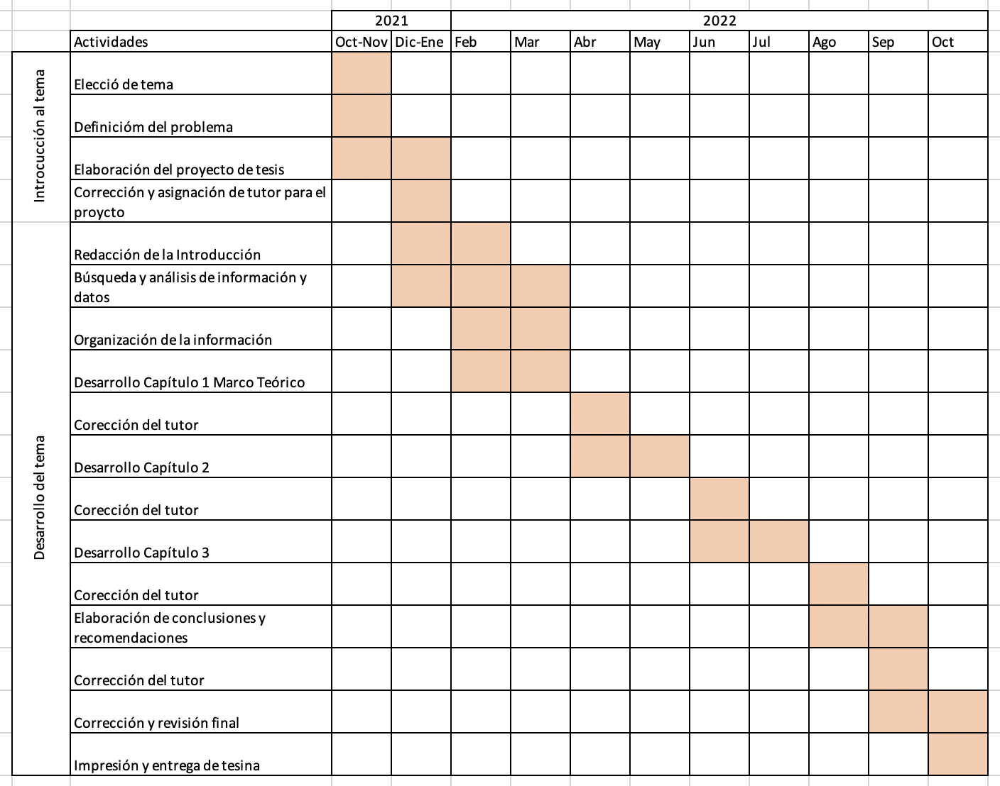 2021 2022
Actividades Oct-Nov Dic-Ene Feb Mar Abr May Jun Jul Ago Sep Oct
Introcucción al tema
Elecció de tema
Definicióm del problema
Elaboración del proyecto de tesis
Corrección y asignación de tutor para el
proycto
Desarrollo del tema
Redacción de la Introducción
Búsqueda y análisis de información y
datos
Organización de la información
Desarrollo Capítulo 1 Marco Teórico
Corección del tutor
Desarrollo Capítulo 2
Corección del tutor
Desarrollo Capítulo 3
Corección del tutor
Elaboración de conclusiones y
recomendaciones
Corrección del tutor
Corrección y revisión final
Impresión y entrega de tesina